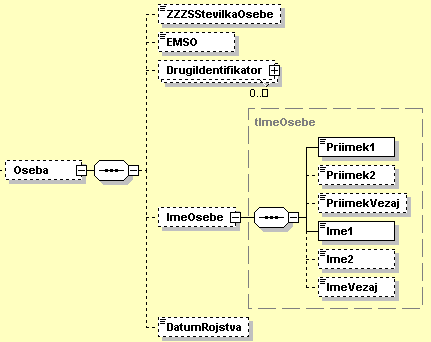 ZZZSStevilkaOsebe
EMSO
DrugiIdentifikator
0..
tImeOsebe
Priimek1
Priimek2
Oseba
PriimekVezaj
ImeOsebe
Ime1
Ime2
ImeVezaj
DatumRojstva